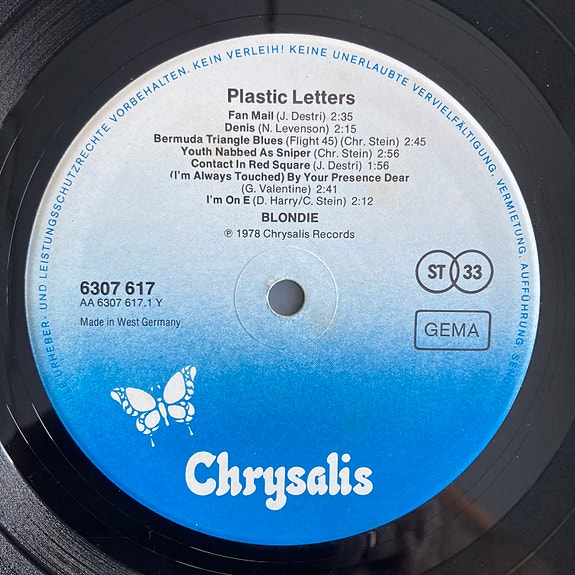 URHEBER- UND LEISTUNGSSCHUTZRECHTE VORBEHALTEN. KEIN VERLEIH! KEINE UNERLAUBTE VERVIELFÄLTIGUNG, VERMIETUNG, AUFFÜHRUNG,
Plastic Letters
Fan Mail (J. Destri) 2:35
Denis (N. Levenson) 2:15
Bermuda Triangle Blues (Flight 45) (Chr. Stein) 2:45
Youth Nabbed As Sniper (Chr. Stein) 2:56
Contact In Red Square (J. Destri) 1:56
(I'm Always Touched) By Your Presence Dear
(G. Valentine) 2:41
I'm On E (D. Harry/C. Stein) 2:12
BLONDIE
℗ 1978 Chrysalis Records
6307 617
AA 6307 617.1 Y
Made in West Germany
ST 33
GEMA
Chrysalis